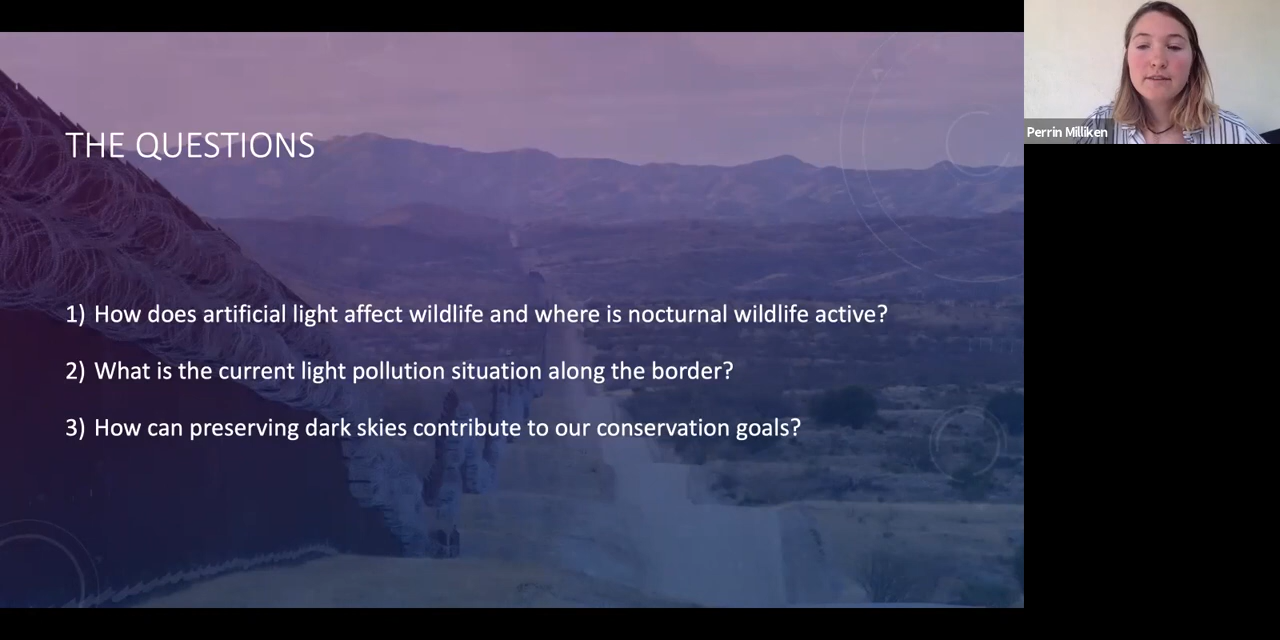 THE QUESTIONS
1) How does artificial light affect wildlife and where is nocturnal wildlife active?
2) What is the current light pollution situation along the border?
3) How can preserving dark skies contribute to our conservation goals?
Perrin Milliken